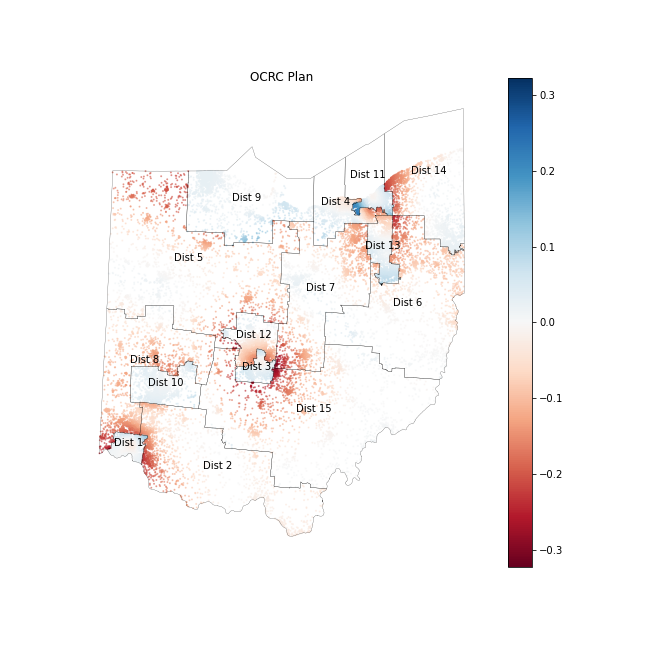 OCRC Plan
Dist 11
Dist 14
Dist 9
Dist 4
Dist 13
Dist 5
Dist 7
Dist 6
Dist 12
Dist 8
Dist 3
Dist 10
Dist 15
Dist 1
Dist 2
0.3
0.2
0.1
0.0
−0.1
−0.2
−0.3